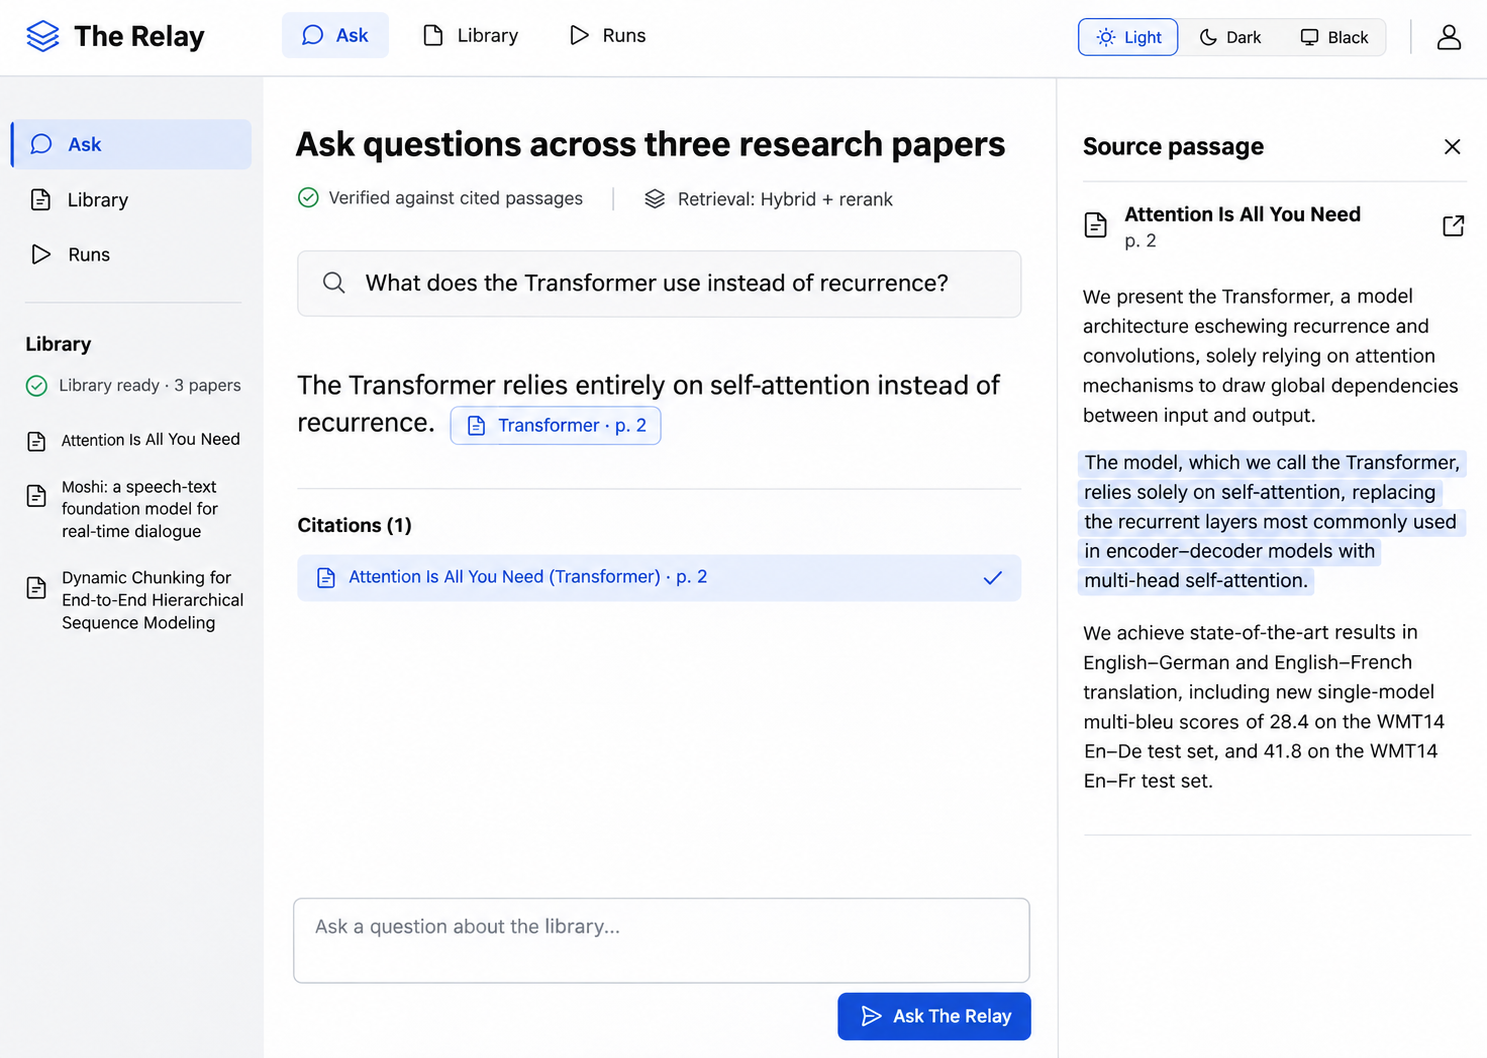 The Relay
Ask
Library
Runs
Light
Dark
Black
Ask
Library
Runs
Library
Library ready · 3 papers
Attention Is All You Need
Moshi: a speech-text
foundation model for
real-time dialogue
Dynamic Chunking for
End-to-End Hierarchical
Sequence Modeling
Ask questions across three research papers
Verified against cited passages
Retrieval: Hybrid + rerank
What does the Transformer use instead of recurrence?
The Transformer relies entirely on self-attention instead of
recurrence. Transformer · p. 2
Citations (1)
Attention Is All You Need (Transformer) · p. 2
Ask a question about the library...
Ask The Relay
Source passage
Attention Is All You Need
p. 2
We present the Transformer, a model
architecture eschewing recurrence and
convolutions, solely relying on attention
mechanisms to draw global dependencies
between input and output.
The model, which we call the Transformer,
relies solely on self-attention, replacing
the recurrent layers most commonly used
in encoder–decoder models with
multi-head self-attention.
We achieve state-of-the-art results in
English–German and English–French
translation, including new single-model
multi-bleu scores of 28.4 on the WMT14
En–De test set, and 41.8 on the WMT14
En–Fr test set.